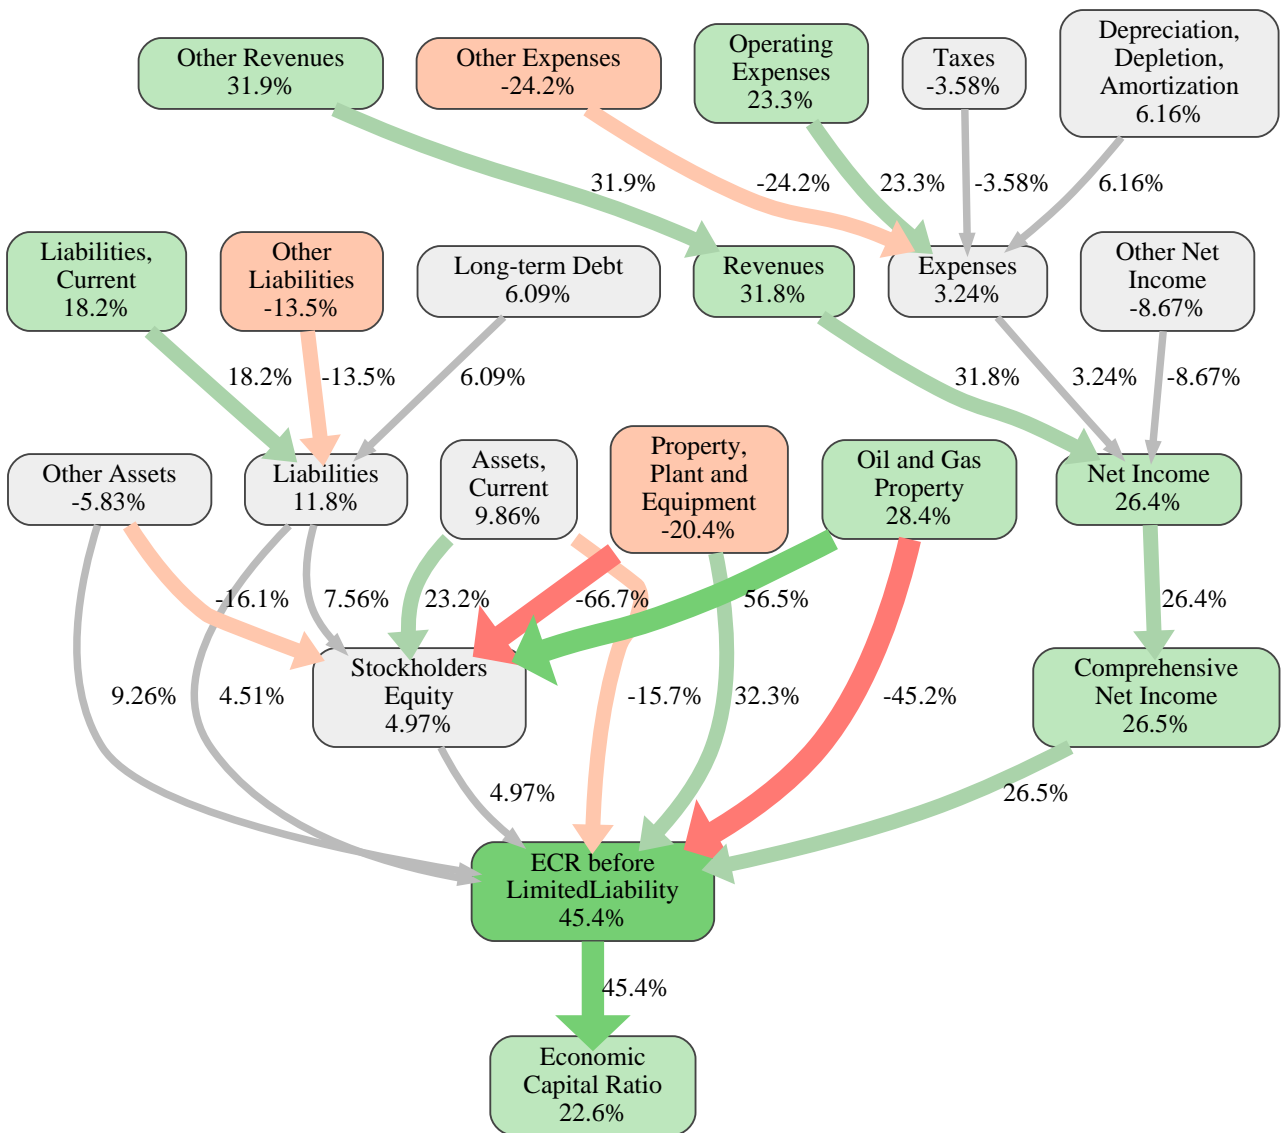 Other Revenues
31.9%
Other Expenses
-24.2%
Operating
Expenses
23.3%
Taxes
-3.58%
Depreciation,
Depletion,
Amortization
6.16%
31.9%
-24.2%
23.3%
-3.58%
6.16%
Liabilities,
Current
18.2%
Other
Liabilities
-13.5%
Long-term Debt
6.09%
Revenues
31.8%
Expenses
3.24%
Other Net
Income
-8.67%
18.2%
-13.5%
6.09%
31.8%
3.24%
-8.67%
Other Assets
-5.83%
Liabilities
11.8%
Assets,
Current
9.86%
Property,
Plant and
Equipment
-20.4%
Oil and Gas
Property
28.4%
Net Income
26.4%
-16.1%
7.56%
23.2%
-66.7%
56.5%
26.4%
9.26%
4.51%
Stockholders
Equity
4.97%
-15.7%
32.3%
-45.2%
Comprehensive
Net Income
26.5%
4.97%
26.5%
ECR before
LimitedLiability
45.4%
45.4%
Economic
Capital Ratio
22.6%